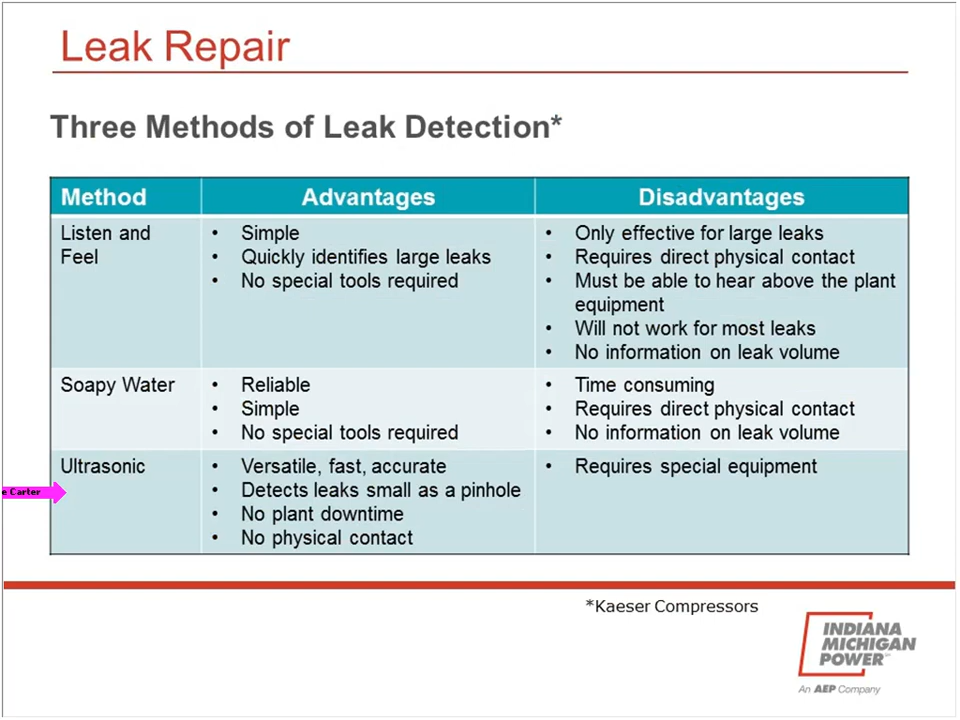 Leak Repair
Three Methods of Leak Detection*
Method Advantages Disadvantages
Listen and
Feel
• Simple
• Quickly identifies large leaks
• No special tools required
• Only effective for large leaks
• Requires direct physical contact
• Must be able to hear above the plant
equipment
• Will not work for most leaks
• No information on leak volume
Soapy Water
• Reliable
• Simple
• No special tools required
• Time consuming
• Requires direct physical contact
• No information on leak volume
Ultrasonic
• Versatile, fast, accurate
• Detects leaks small as a pinhole
• No plant downtime
• No physical contact
• Requires special equipment
e Carter
*Kaeser Compressors
INDIANA
MICHIGAN
POWER
An AEP Company